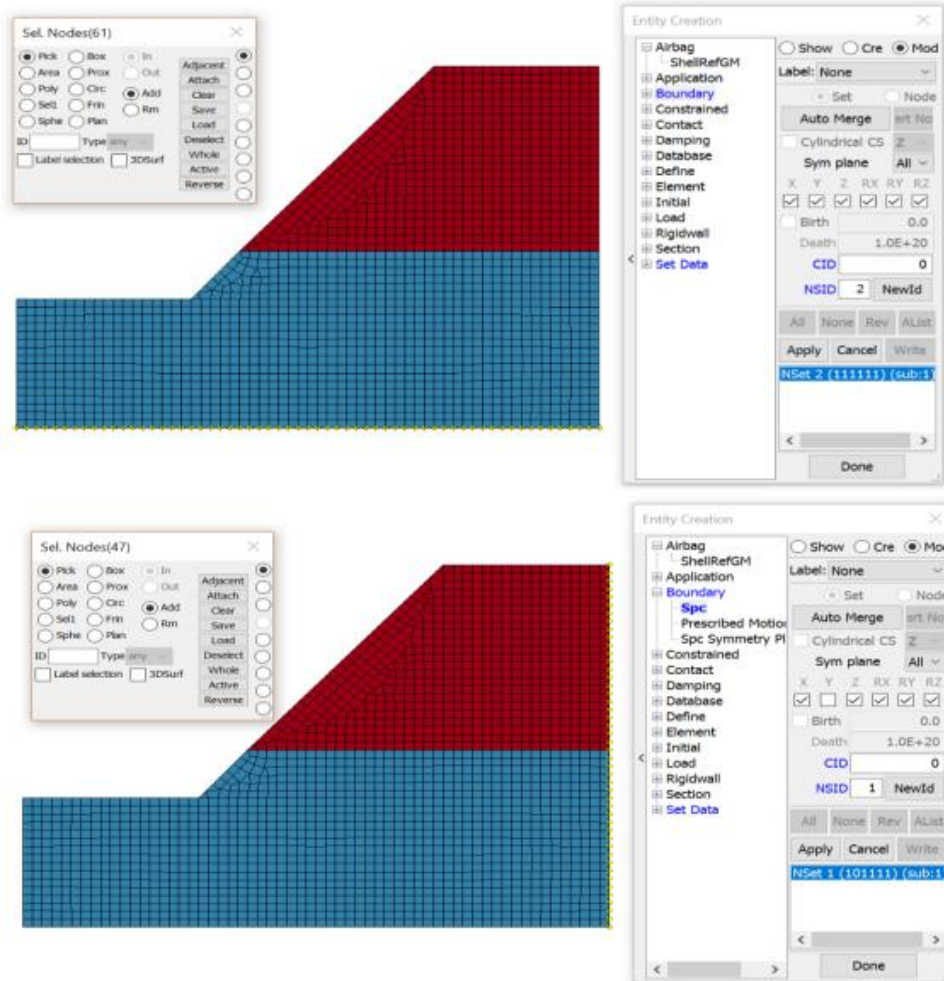 Sel. Nodes(61)
Pick Box In
Area Prox Out
Poly Circ Add
Sel1 Frin Rm
Sphe Plan
ID Type any
Label selection 3DSurf
Adjacent
Attach
Clear
Save
Load
Deselect
Whole
Active
Reverse
Entity Creation
Airbag
ShellRefGM
Application
Boundary
Constrained
Contact
Damping
Database
Define
Element
Initial
Load
Rigidwall
Section
Set Data
Show Cre Mod
Label: None
Set Node
Auto Merge ert No
Cylindrical CS Z
Sym plane All
X Y Z RX RY RZ
Birth 0.0
Death 1.0E+20
CID 0
NSID 2 NewId
All None Rev AList
Apply Cancel Write
NSet 2 (111111) (sub:1)
Done
Sel. Nodes(47)
Pick Box In
Area Prox Out
Poly Circ Add
Sel1 Frin Rm
Sphe Plan
ID Type any
Label selection 3DSurf
Adjacent
Attach
Clear
Save
Load
Deselect
Whole
Active
Reverse
Entity Creation
Airbag
ShellRefGM
Application
Boundary
Spc
Prescribed Motion
Spc Symmetry Pl
Constrained
Contact
Damping
Database
Define
Element
Initial
Load
Rigidwall
Section
Set Data
Show Cre Mod
Label: None
Set Node
Auto Merge ert No
Cylindrical CS Z
Sym plane All
X Y Z RX RY RZ
Birth 0.0
Death 1.0E+20
CID 0
NSID 1 NewId
All None Rev AList
Apply Cancel Write
NSet 1 (101111) (sub:1
Done